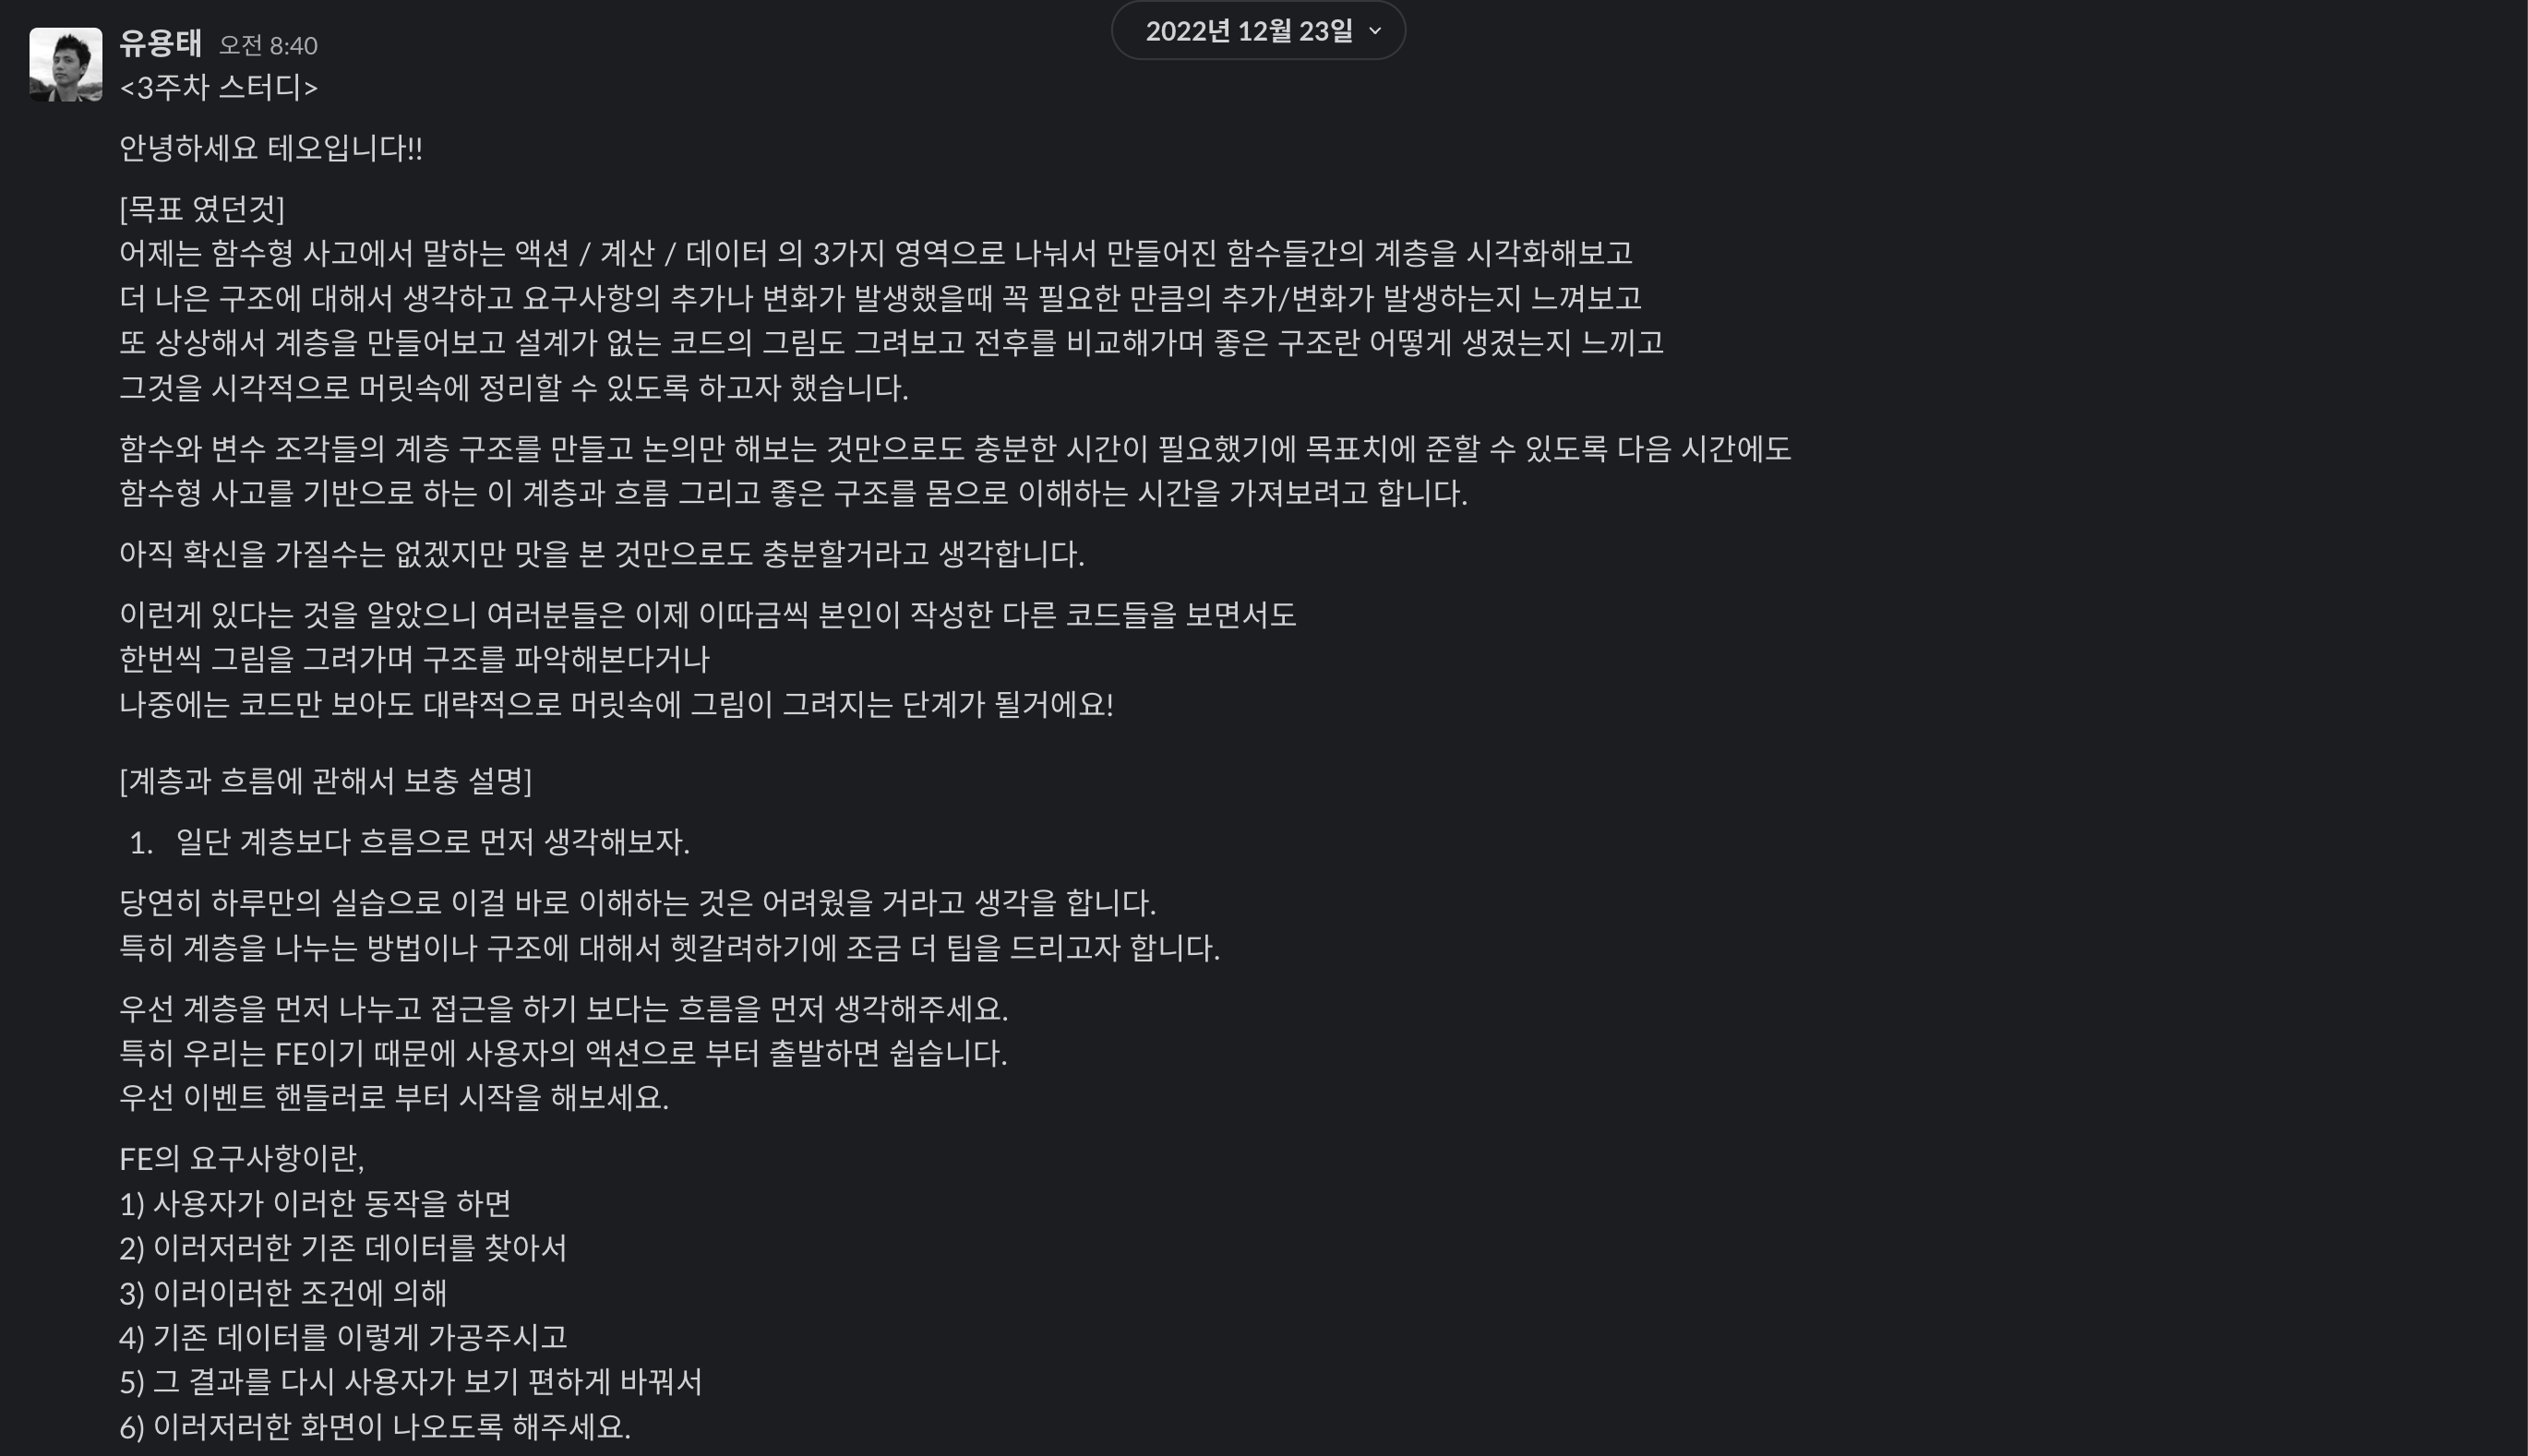 2022년 12월 23일
유용태 오전 8:40
<3주차 스터디>
안녕하세요 테오입니다!!
[목표 였던것]
어제는 함수형 사고에서 말하는 액션 / 계산 / 데이터 의 3가지 영역으로 나눠서 만들어진 함수들간의 계층을 시각화해보고
더 나은 구조에 대해서 생각하고 요구사항의 추가나 변화가 발생했을때 꼭 필요한 만큼의 추가/변화가 발생하는지 느껴보고
또 상상해서 계층을 만들어보고 설계가 없는 코드의 그림도 그려보고 전후를 비교해가며 좋은 구조란 어떻게 생겼는지 느끼고
그것을 시각적으로 머릿속에 정리할 수 있도록 하고자 했습니다.
함수와 변수 조각들의 계층 구조를 만들고 논의만 해보는 것만으로도 충분한 시간이 필요했기에 목표치에 준할 수 있도록 다음 시간에도
함수형 사고를 기반으로 하는 이 계층과 흐름 그리고 좋은 구조를 몸으로 이해하는 시간을 가져보려고 합니다.
아직 확신을 가질수는 없겠지만 맛을 본 것만으로도 충분할거라고 생각합니다.
이런게 있다는 것을 알았으니 여러분들은 이제 이따금씩 본인이 작성한 다른 코드들을 보면서도
한번씩 그림을 그려가며 구조를 파악해본다거나
나중에는 코드만 보아도 대략적으로 머릿속에 그림이 그려지는 단계가 될거에요!
[계층과 흐름에 관해서 보충 설명]
1. 일단 계층보다 흐름으로 먼저 생각해보자.
당연히 하루만의 실습으로 이걸 바로 이해하는 것은 어려웠을 거라고 생각을 합니다.
특히 계층을 나누는 방법이나 구조에 대해서 헷갈려하기에 조금 더 팁을 드리고자 합니다.
우선 계층을 먼저 나누고 접근을 하기 보다는 흐름을 먼저 생각해주세요.
특히 우리는 FE이기 때문에 사용자의 액션으로 부터 출발하면 쉽습니다.
우선 이벤트 핸들러로 부터 시작을 해보세요.
FE의 요구사항이란,
1) 사용자가 이러한 동작을 하면
2) 이러저러한 기존 데이터를 찾아서
3) 이러이러한 조건에 의해
4) 기존 데이터를 이렇게 가공주시고
5) 그 결과를 다시 사용자가 보기 편하게 바꿔서
6) 이러저러한 화면이 나오도록 해주세요.